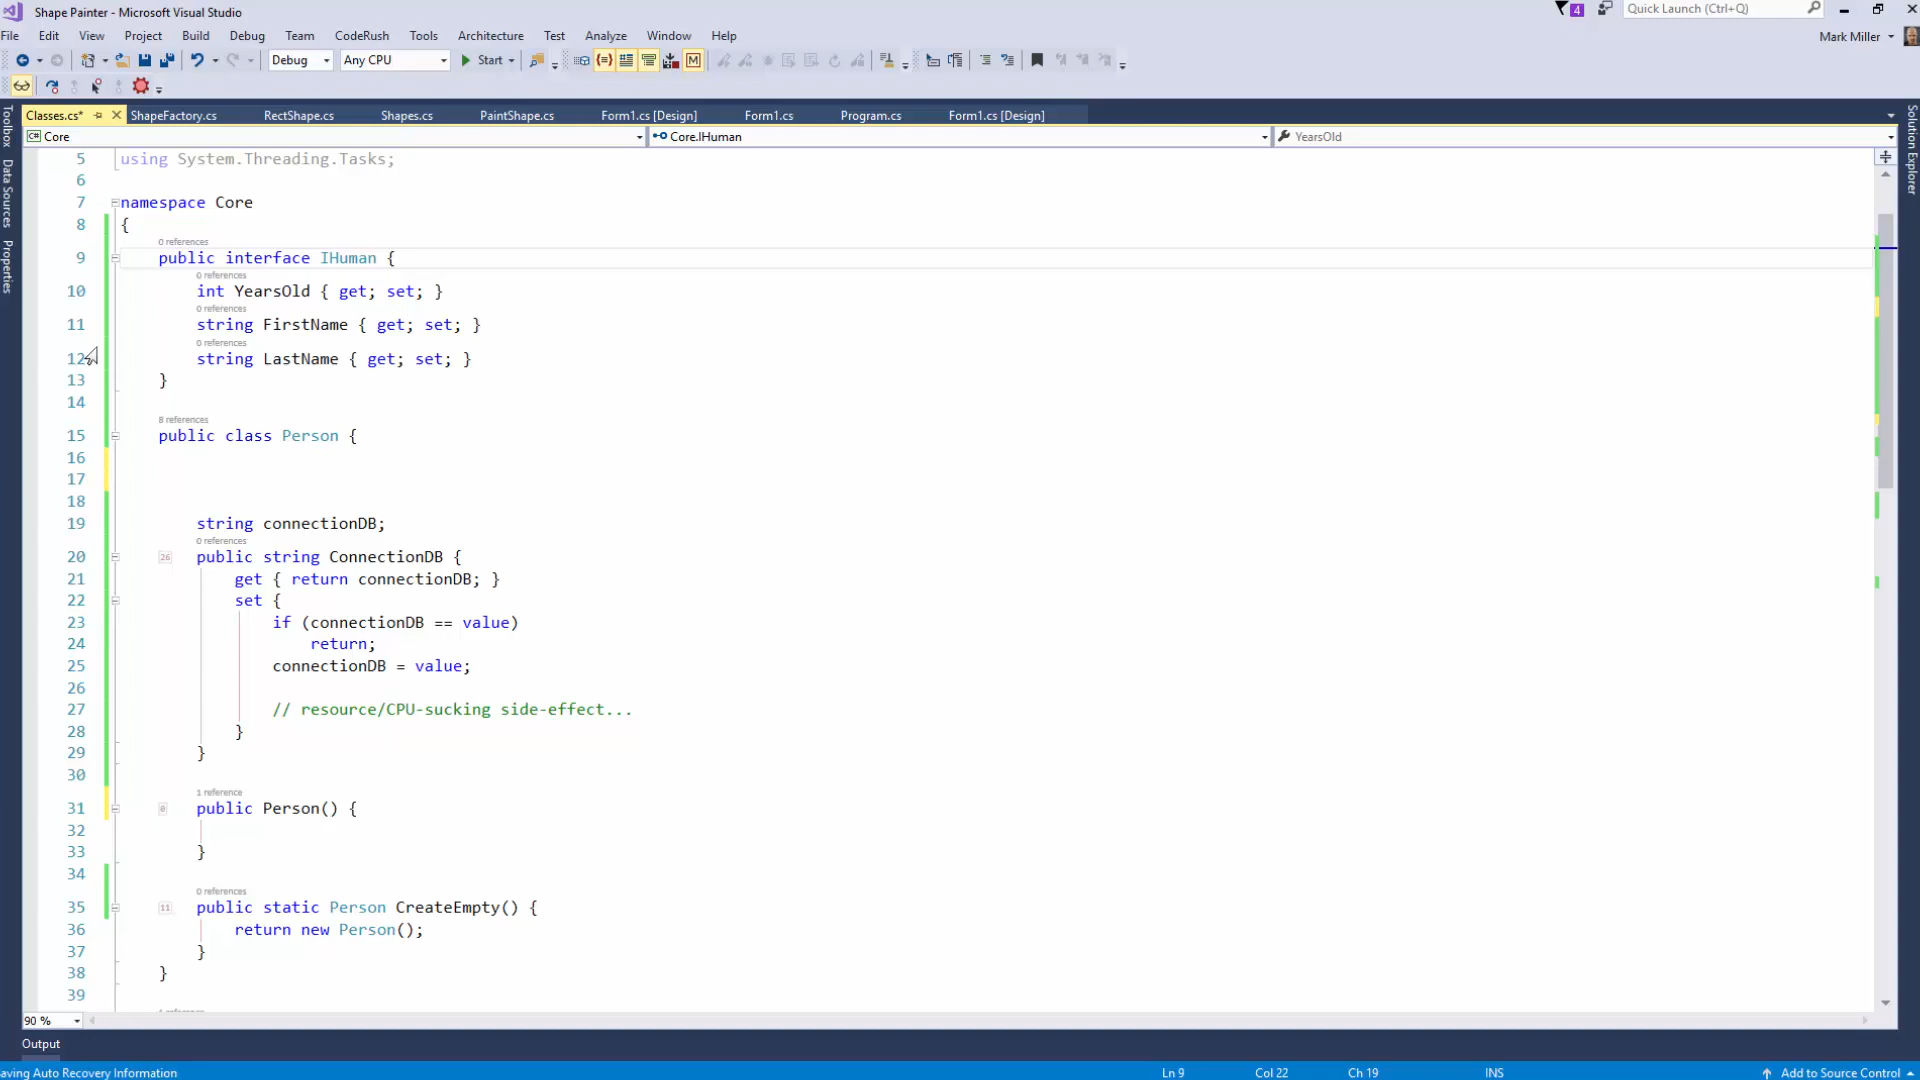 Shape Painter - Microsoft Visual Studio
4
Quick Launch (Ctrl+Q)
File Edit View Project Build Debug Team CodeRush Tools Architecture Test Analyze Window Help
Mark Miller
Debug Any CPU Start M
Classes.cs* ShapeFactory.cs RectShape.cs Shapes.cs PaintShape.cs Form1.cs [Design] Form1.cs Program.cs Form1.cs [Design]
C# Core Core.IHuman YearsOld
Toolbox
Data Sources
Properties
Solution Explorer
5 using System.Threading.Tasks;
6
7 namespace Core
8 {
0 references
9 public interface IHuman {
0 references
10 int YearsOld { get; set; }
0 references
11 string FirstName { get; set; }
0 references
12 string LastName { get; set; }
13 }
14
8 references
15 public class Person {
16
17
18
19 string connectionDB;
0 references
20 26 public string ConnectionDB {
21 get { return connectionDB; }
22 set {
23 if (connectionDB == value)
24 return;
25 connectionDB = value;
26
27 // resource/CPU-sucking side-effect...
28 }
29 }
30
1 reference
31 0 public Person() {
32
33 }
34
0 references
35 11 public static Person CreateEmpty() {
36 return new Person();
37 }
38 }
39
90 %
Output
aving Auto Recovery Information Ln 9 Col 22 Ch 19 INS Add to Source Control